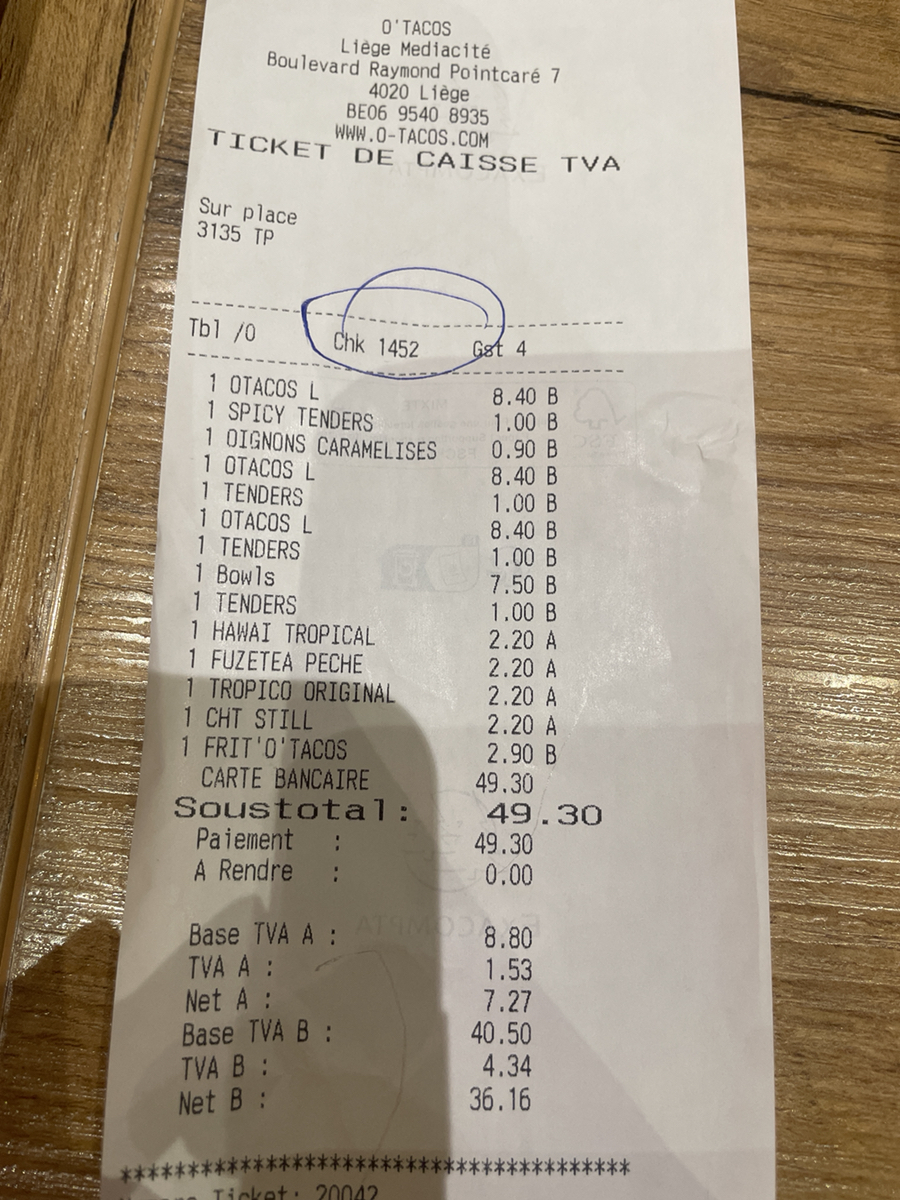 O'TACOS
Liège Mediacité
Boulevard Raymond Pointcaré 7
4020 Liège
BE06 9540 8935
WWW.O-TACOS.COM
TICKET DE CAISSE TVA
Sur place
3135 TP
Tbl /0 Chk 1452 Gst 4
1 OTACOS L 8.40 B
1 SPICY TENDERS 1.00 B
1 OIGNONS CARAMELISES 0.90 B
1 OTACOS L 8.40 B
1 TENDERS 1.00 B
1 OTACOS L 8.40 B
1 TENDERS 1.00 B
1 Bowls 7.50 B
1 TENDERS 1.00 B
1 HAWAI TROPICAL 2.20 A
1 FUZETEA PECHE 2.20 A
1 TROPICO ORIGINAL 2.20 A
1 CHT STILL 2.20 A
1 FRIT'O'TACOS 2.90 B
CARTE BANCAIRE 49.30
Soustotal: 49.30
Paiement : 49.30
A Rendre : 0.00
Base TVA A : 8.80
TVA A : 1.53
Net A : 7.27
Base TVA B : 40.50
TVA B : 4.34
Net B : 36.16
****************************************
Ticket: 20042